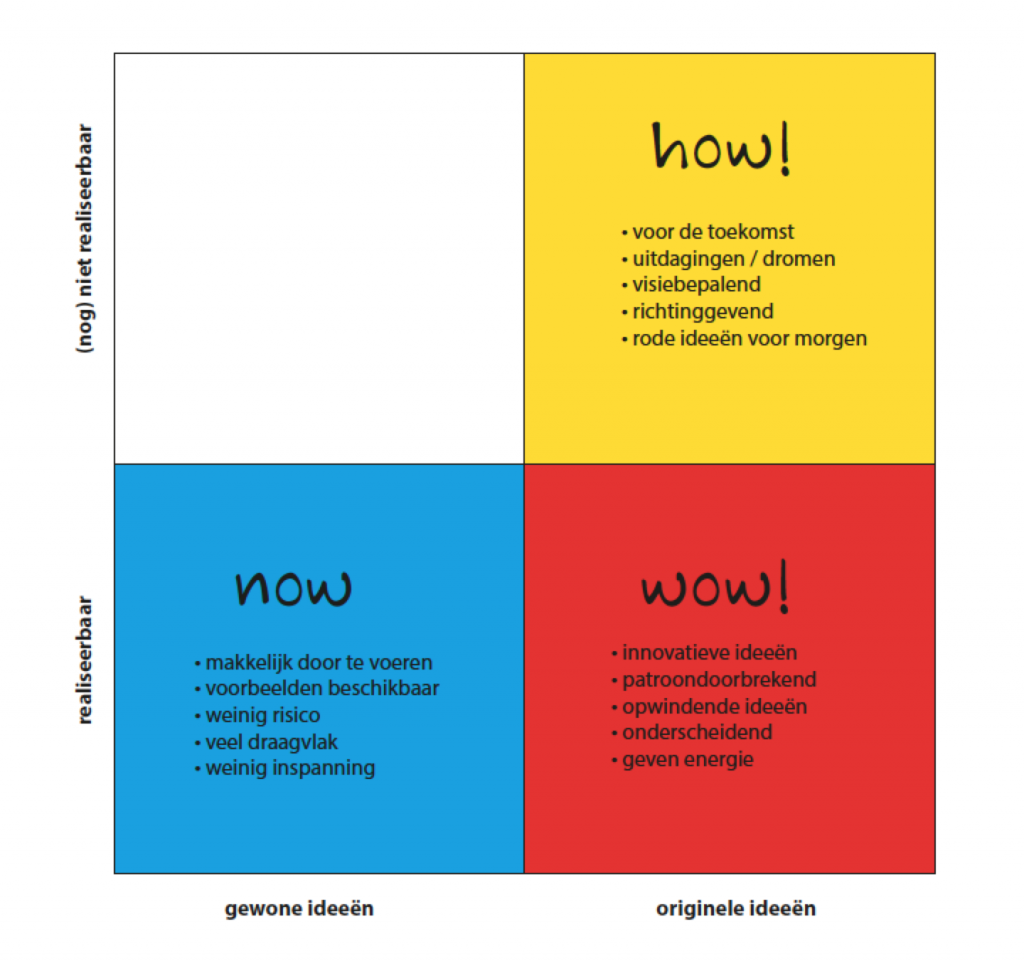 (nog) niet realiseerbaar
how!
• voor de toekomst
• uitdagingen / dromen
• visiebepalend
• richtinggevend
• rode ideeën voor morgen
realiseerbaar
now
• makkelijk door te voeren
• voorbeelden beschikbaar
• weinig risico
• veel draagvlak
• weinig inspanning
wow!
• innovatieve ideeën
• patroondoorbrekend
• opwindende ideeën
• onderscheidend
• geven energie
gewone ideeën
originele ideeën